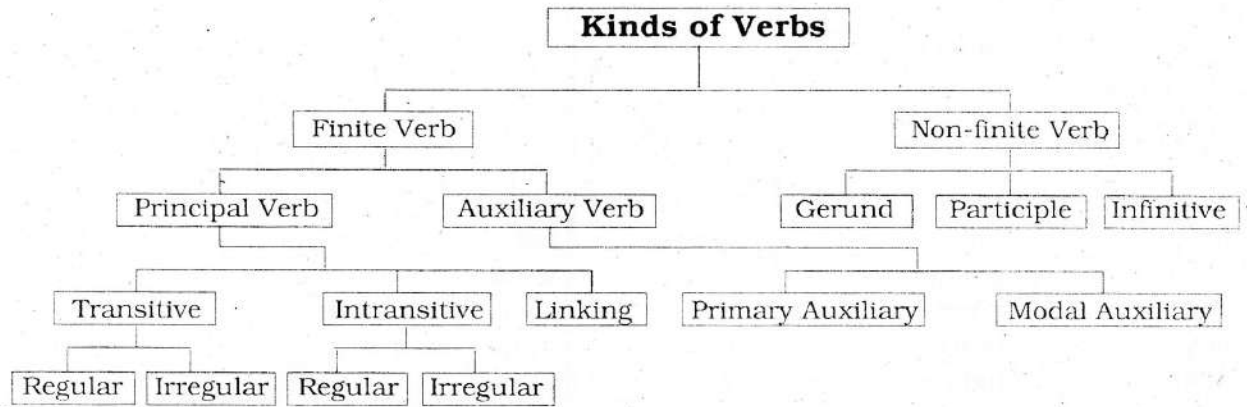 Kinds of Verbs
Finite Verb Non-finite Verb
Principal Verb Auxiliary Verb Gerund Participle Infinitive
Transitive Intransitive Linking Primary Auxiliary Modal Auxiliary
Regular Irregular Regular Irregular